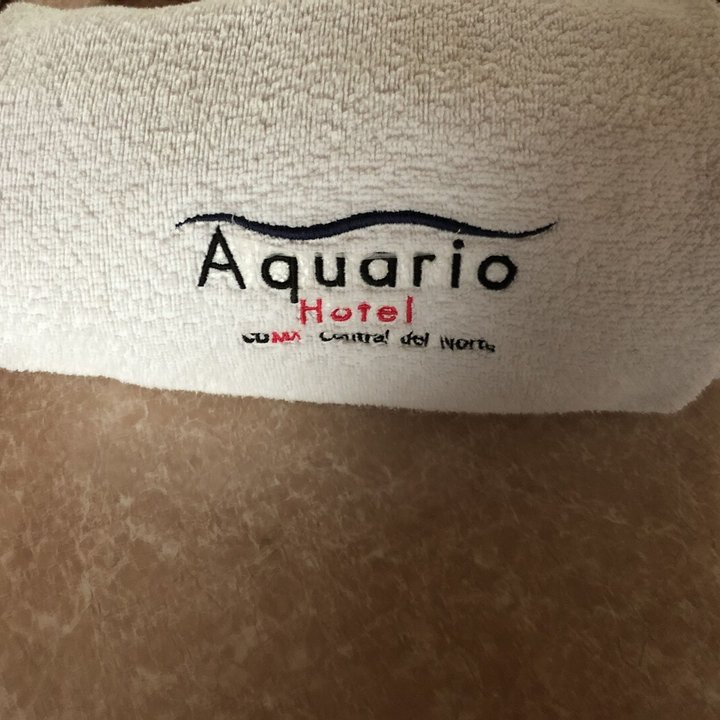 Aquario
Hotel
CDMX Central del Norte